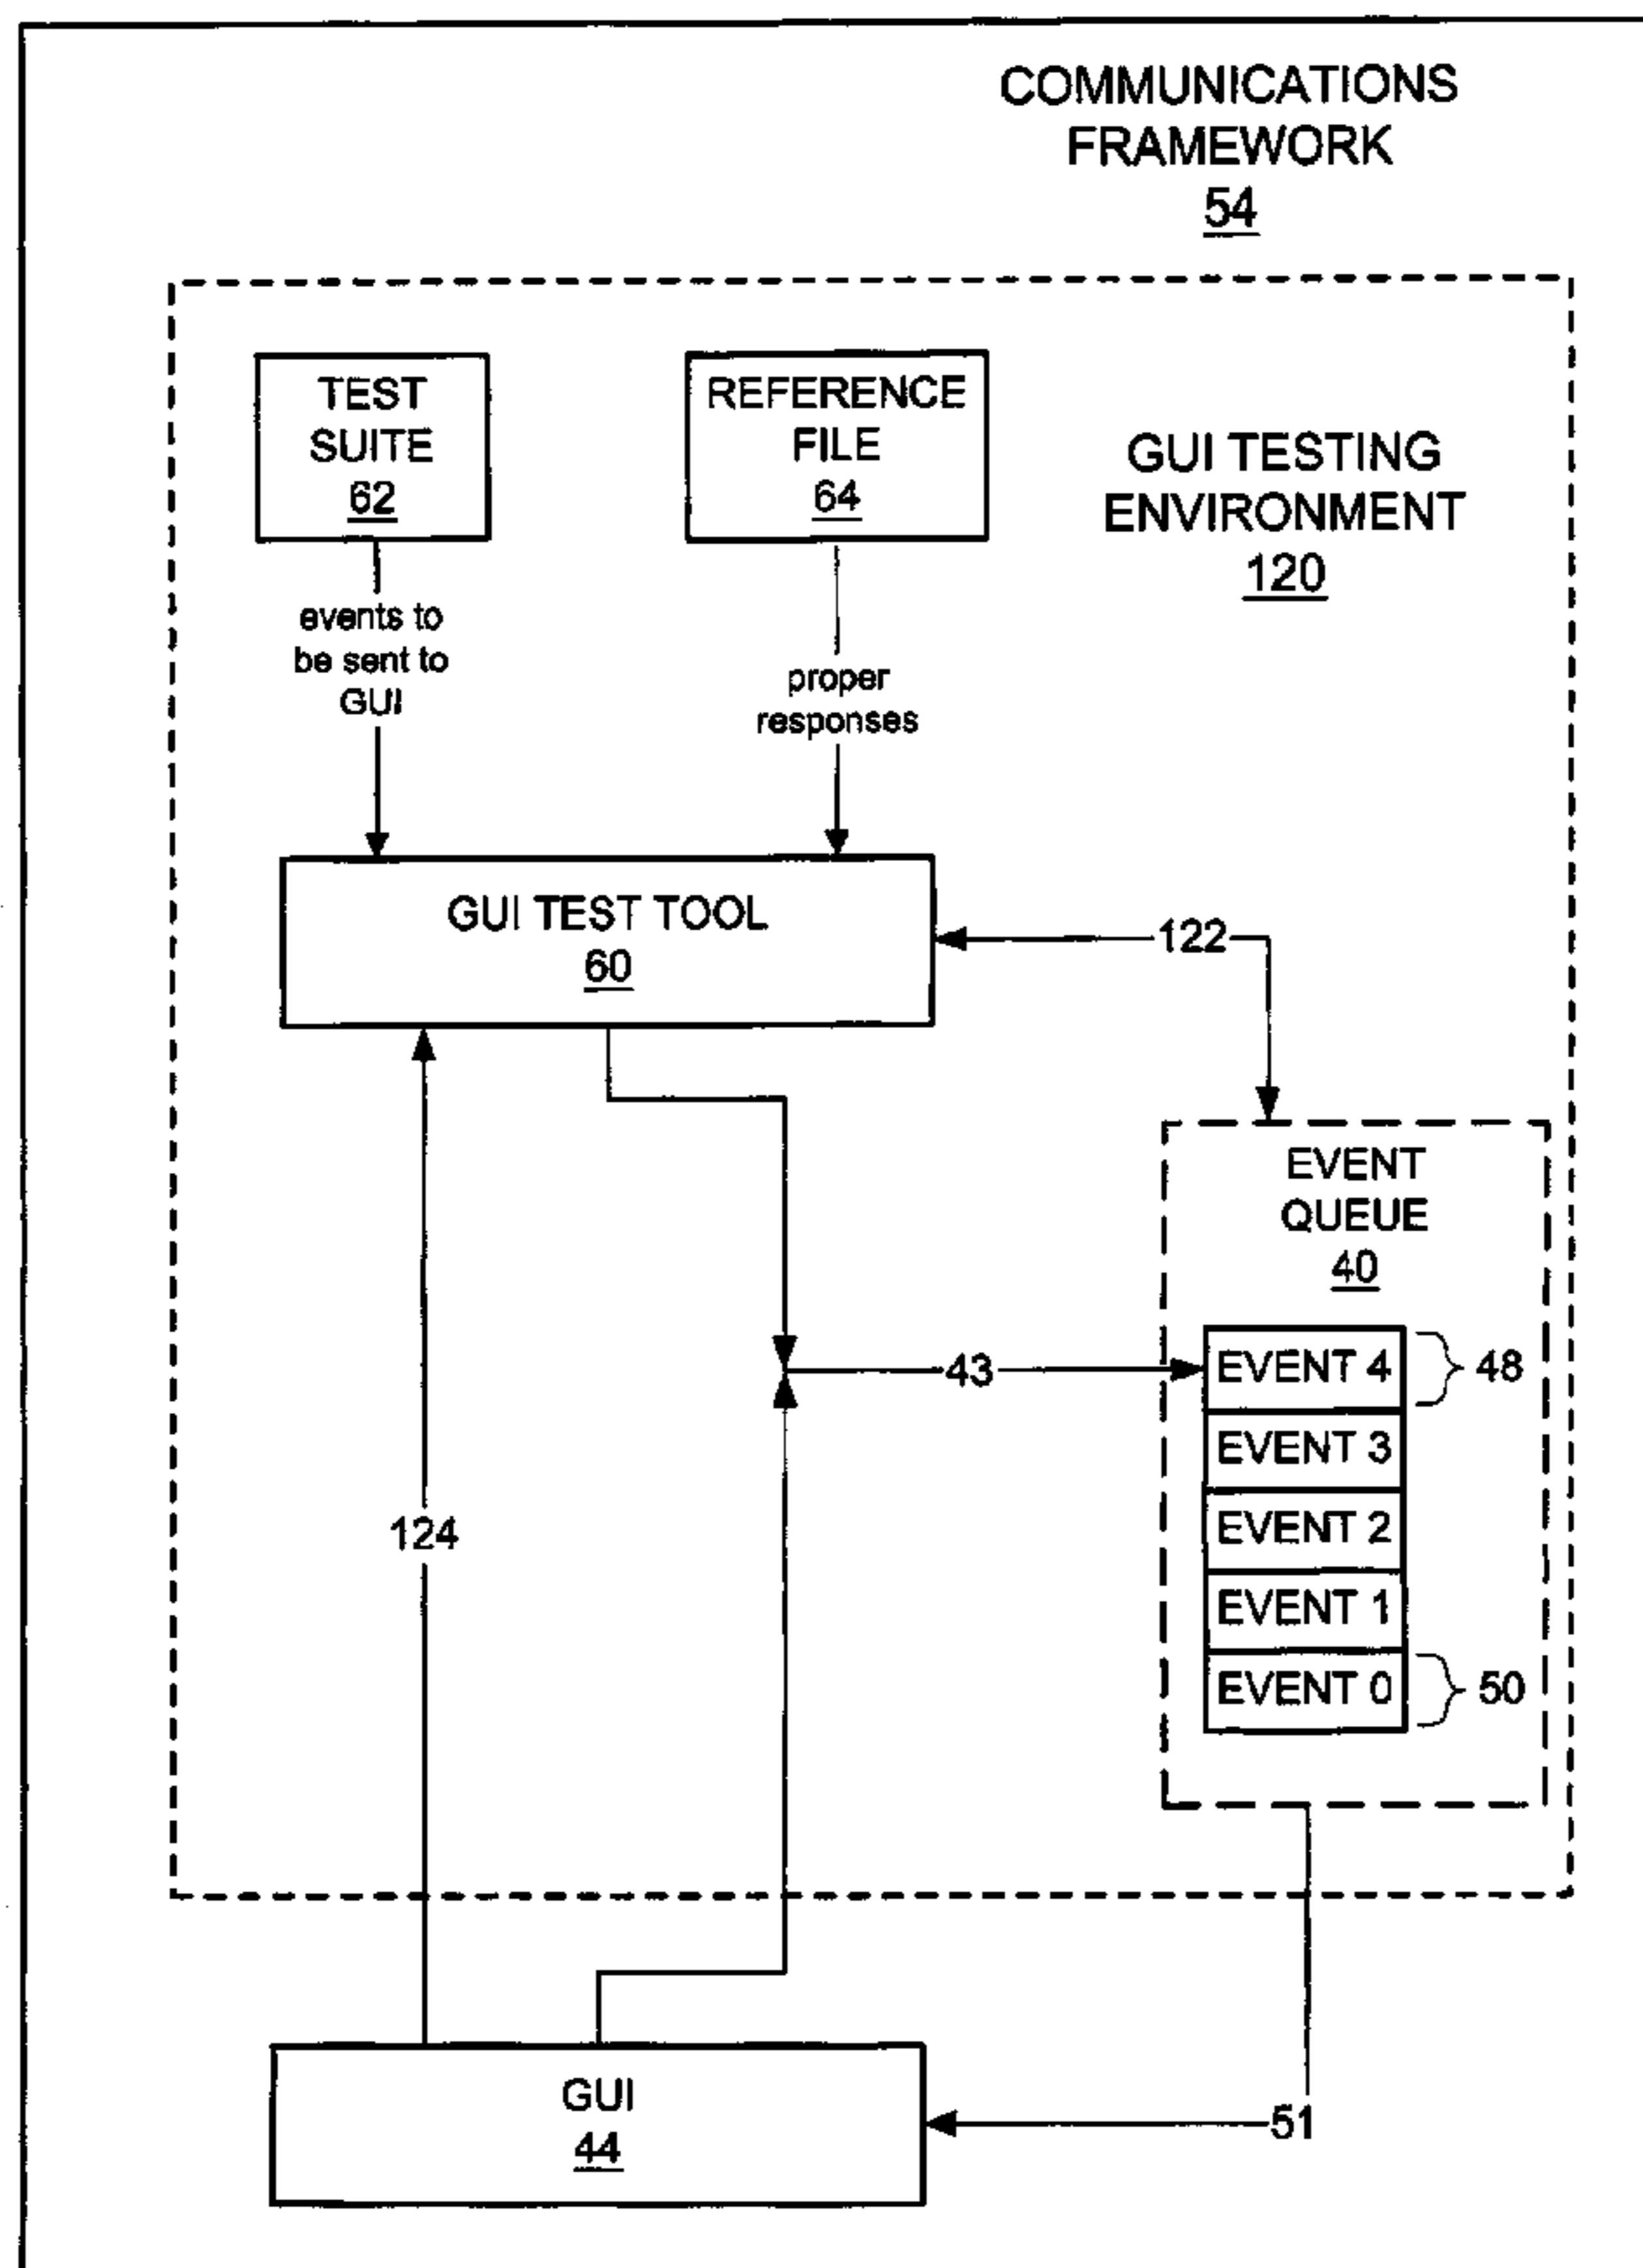 COMMUNICATIONS
FRAMEWORK
54
TEST
SUITE
62
REFERENCE
FILE
64
GUI TESTING
ENVIRONMENT
120
events to
be sent to
GUI
proper
responses
GUI TEST TOOL
60
122
EVENT
QUEUE
40
43
EVENT 4
48
EVENT 3
EVENT 2
124
EVENT 1
EVENT 0
50
GUI
44
51